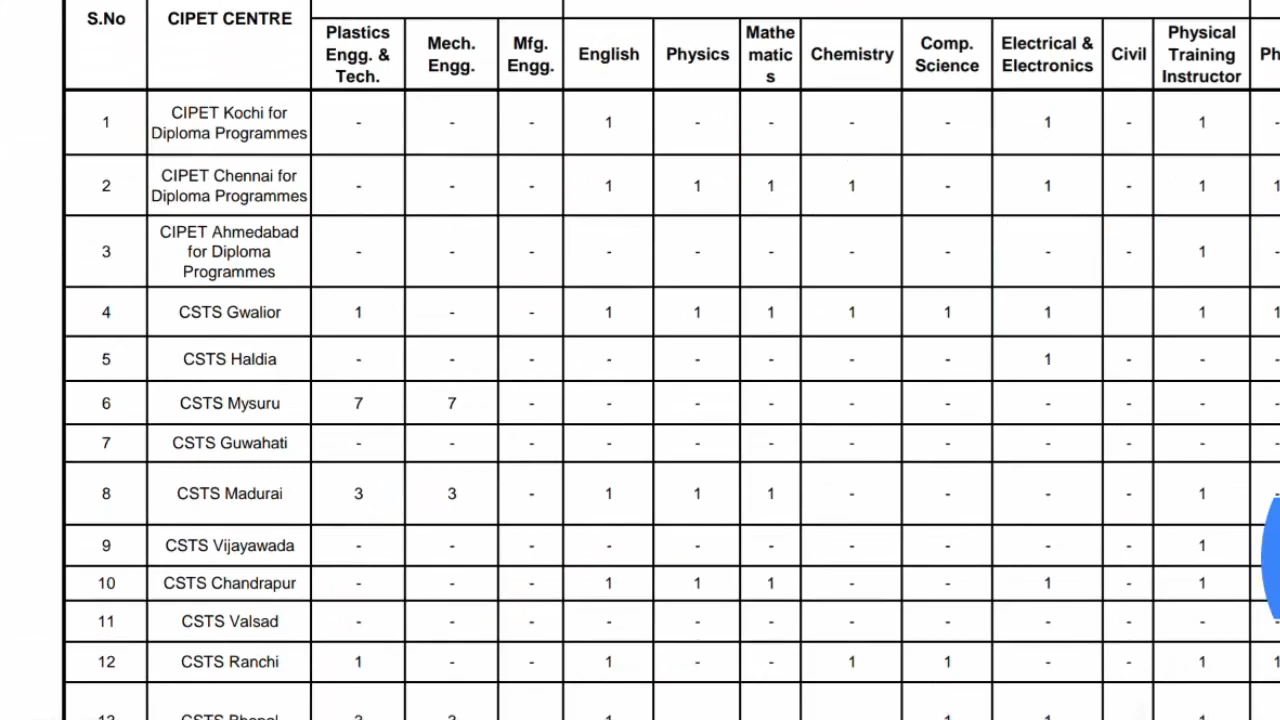 S.No CIPET CENTRE Plastics Engg. & Tech. Mech. Engg. Mfg. Engg. English Physics Mathe matic s Chemistry Comp. Science Electrical & Electronics Civil Physical Training Instructor Ph
1 CIPET Kochi for Diploma Programmes - - - 1 - - - - 1 - 1 -
2 CIPET Chennai for Diploma Programmes - - - 1 1 1 1 - 1 - 1 1
3 CIPET Ahmedabad for Diploma Programmes - - - - - - - - - - 1 -
4 CSTS Gwalior 1 - - 1 1 1 1 1 1 1 1
5 CSTS Haldia - - - - - - - - 1 - - -
6 CSTS Mysuru 7 7 - - - - - - - - - -
7 CSTS Guwahati - - - - - - - - - - - -
8 CSTS Madurai 3 3 - 1 1 1 - - - - 1 -
9 CSTS Vijayawada - - - - - - - - - - 1
10 CSTS Chandrapur - - - 1 1 1 - - 1 - 1
11 CSTS Valsad - - - - - - - - - - - -
12 CSTS Ranchi 1 - - 1 - - 1 1 - - 1 1
13 CSTS Bhopal 1 1 1 1